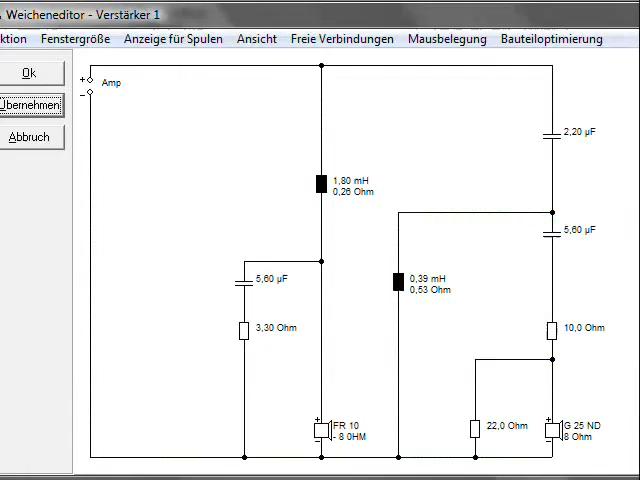 Weicheneditor - Verstärker 1
ktion Fenstergröße Anzeige für Spulen Ansicht Freie Verbindungen Mausbelegung Bauteiloptimierung
Ok
Übernehmen
Abbruch
+
Amp
-
2,20 µF
1,80 mH
0,26 Ohm
5,60 µF
5,60 µF
0,39 mH
0,53 Ohm
3,30 Ohm
10,0 Ohm
+
FR 10
- 8 OHM
-
22,0 Ohm
+
G 25 ND
8 Ohm
-